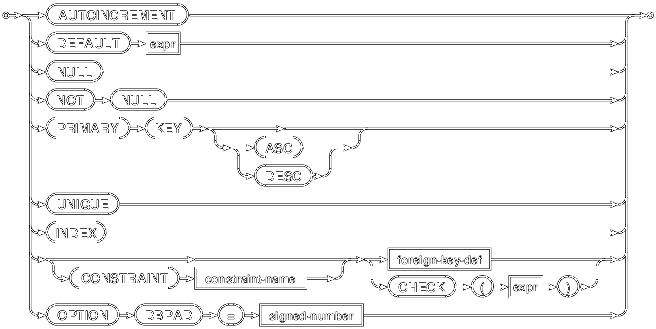 AUTOINCREMENT
DEFAULT expr
NULL
NOT NULL
PRIMARY KEY
ASC
DESC
UNIQUE
INDEX
foreign-key-def
CONSTRAINT constraint-name CHECK ( expr )
OPTION DBPAD = signed-number